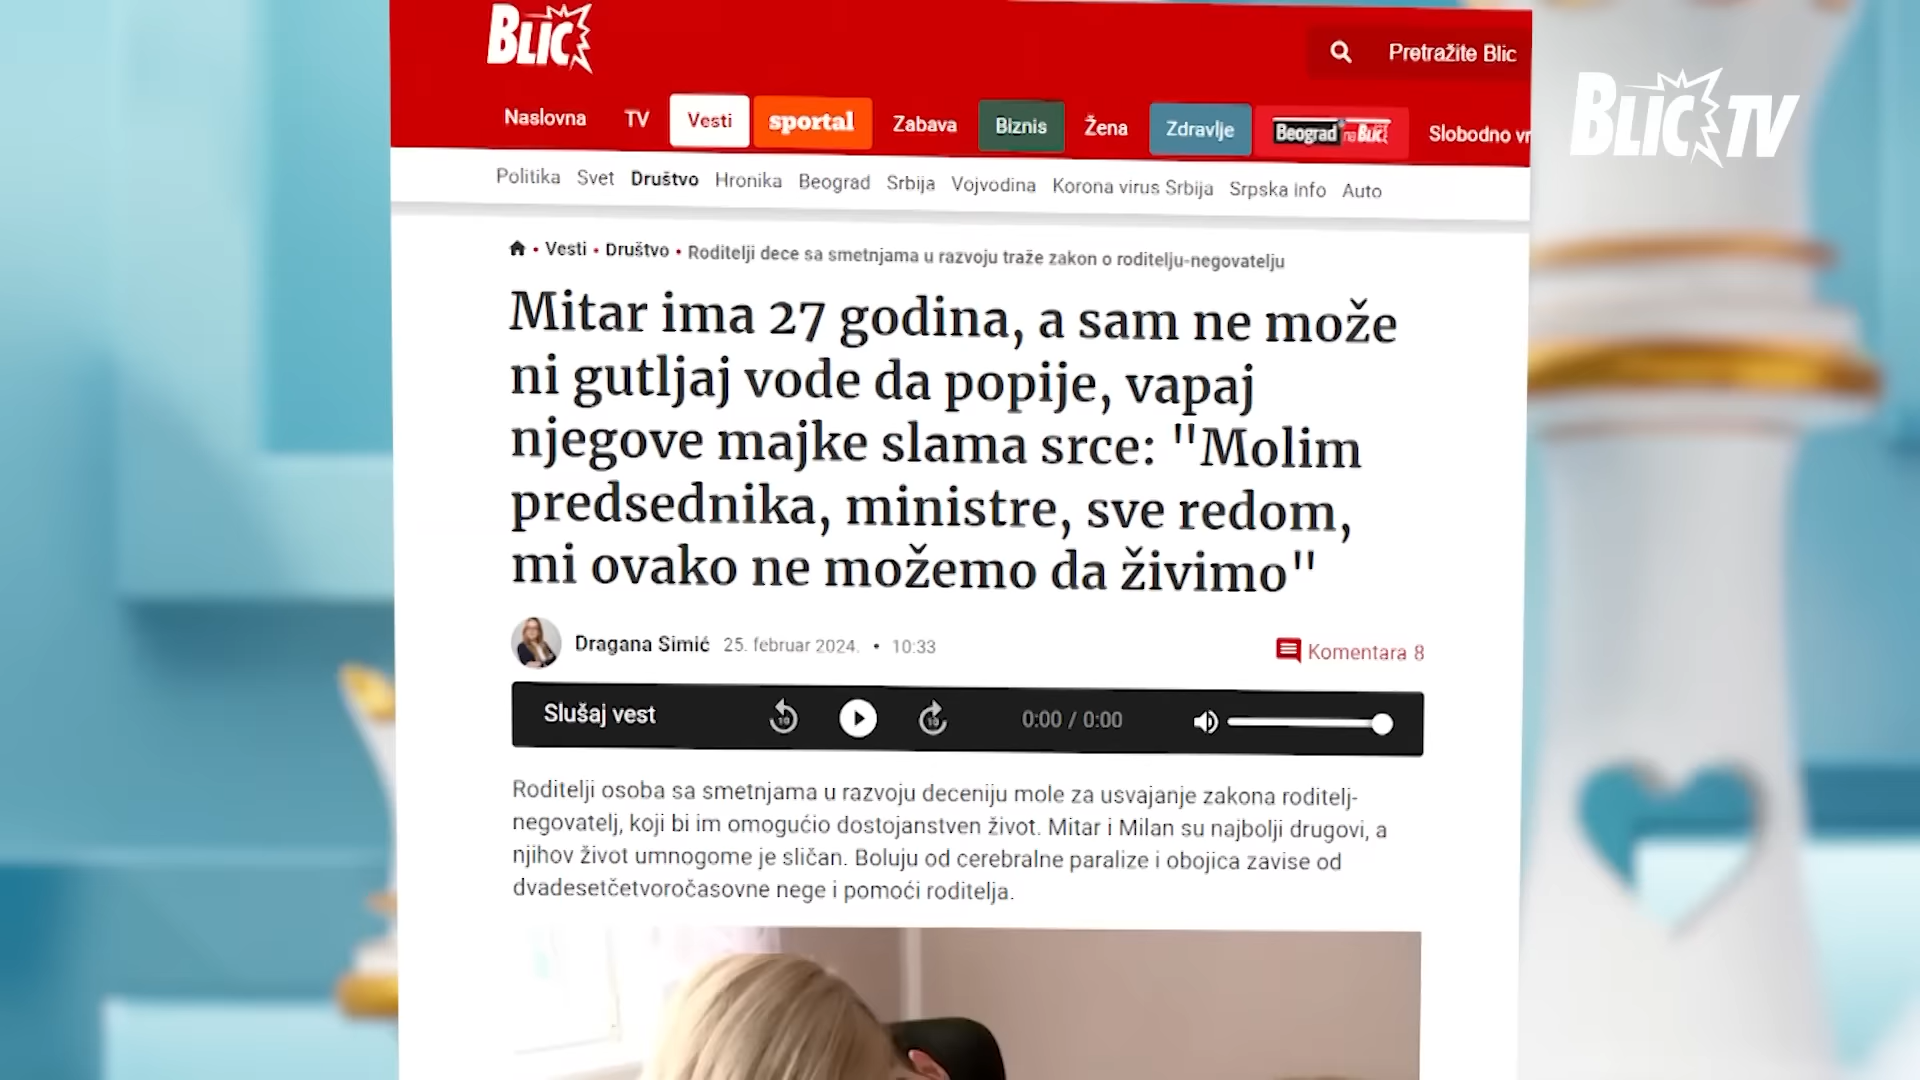 BLIC
Pretražite Blic
BLIC TV
Naslovna TV Vesti sportal Zabava Biznis Žena Zdravlje Beograd na Blic! Slobodno vr
Politika Svet Društvo Hronika Beograd Srbija Vojvodina Korona virus Srbija Srpska info Auto
• Vesti • Društvo • Roditelji dece sa smetnjama u razvoju traže zakon o roditelju-negovatelju
Mitar ima 27 godina, a sam ne može
ni gutljaj vode da popije, vapaj
njegove majke slama srce: "Molim
predsednika, ministre, sve redom,
mi ovako ne možemo da živimo"
Dragana Simić 25. februar 2024. • 10:33
Komentara 8
Slušaj vest 10 10 0:00 / 0:00
Roditelji osoba sa smetnjama u razvoju deceniju mole za usvajanje zakona roditelj-
negovatelj, koji bi im omogućio dostojanstven život. Mitar i Milan su najbolji drugovi, a
njihov život umnogome je sličan. Boluju od cerebralne paralize i obojica zavise od
dvadesetčetvoročasovne nege i pomoći roditelja.